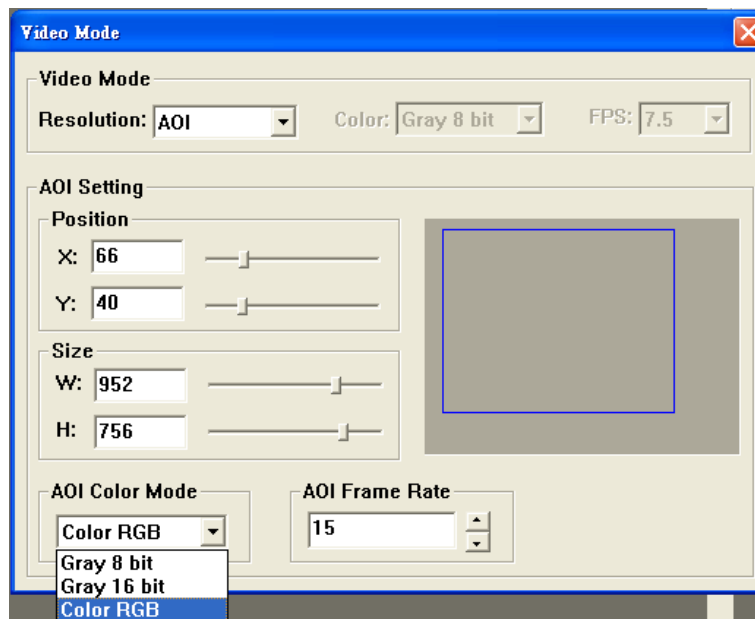 Video Mode
Video Mode
Resolution: AOI Color: Gray 8 bit FPS: 7.5
AOI Setting
Position
X: 66
Y: 40
Size
W: 952
H: 756
AOI Color Mode AOI Frame Rate
Color RGB 15
Gray 8 bit
Gray 16 bit
Color RGB